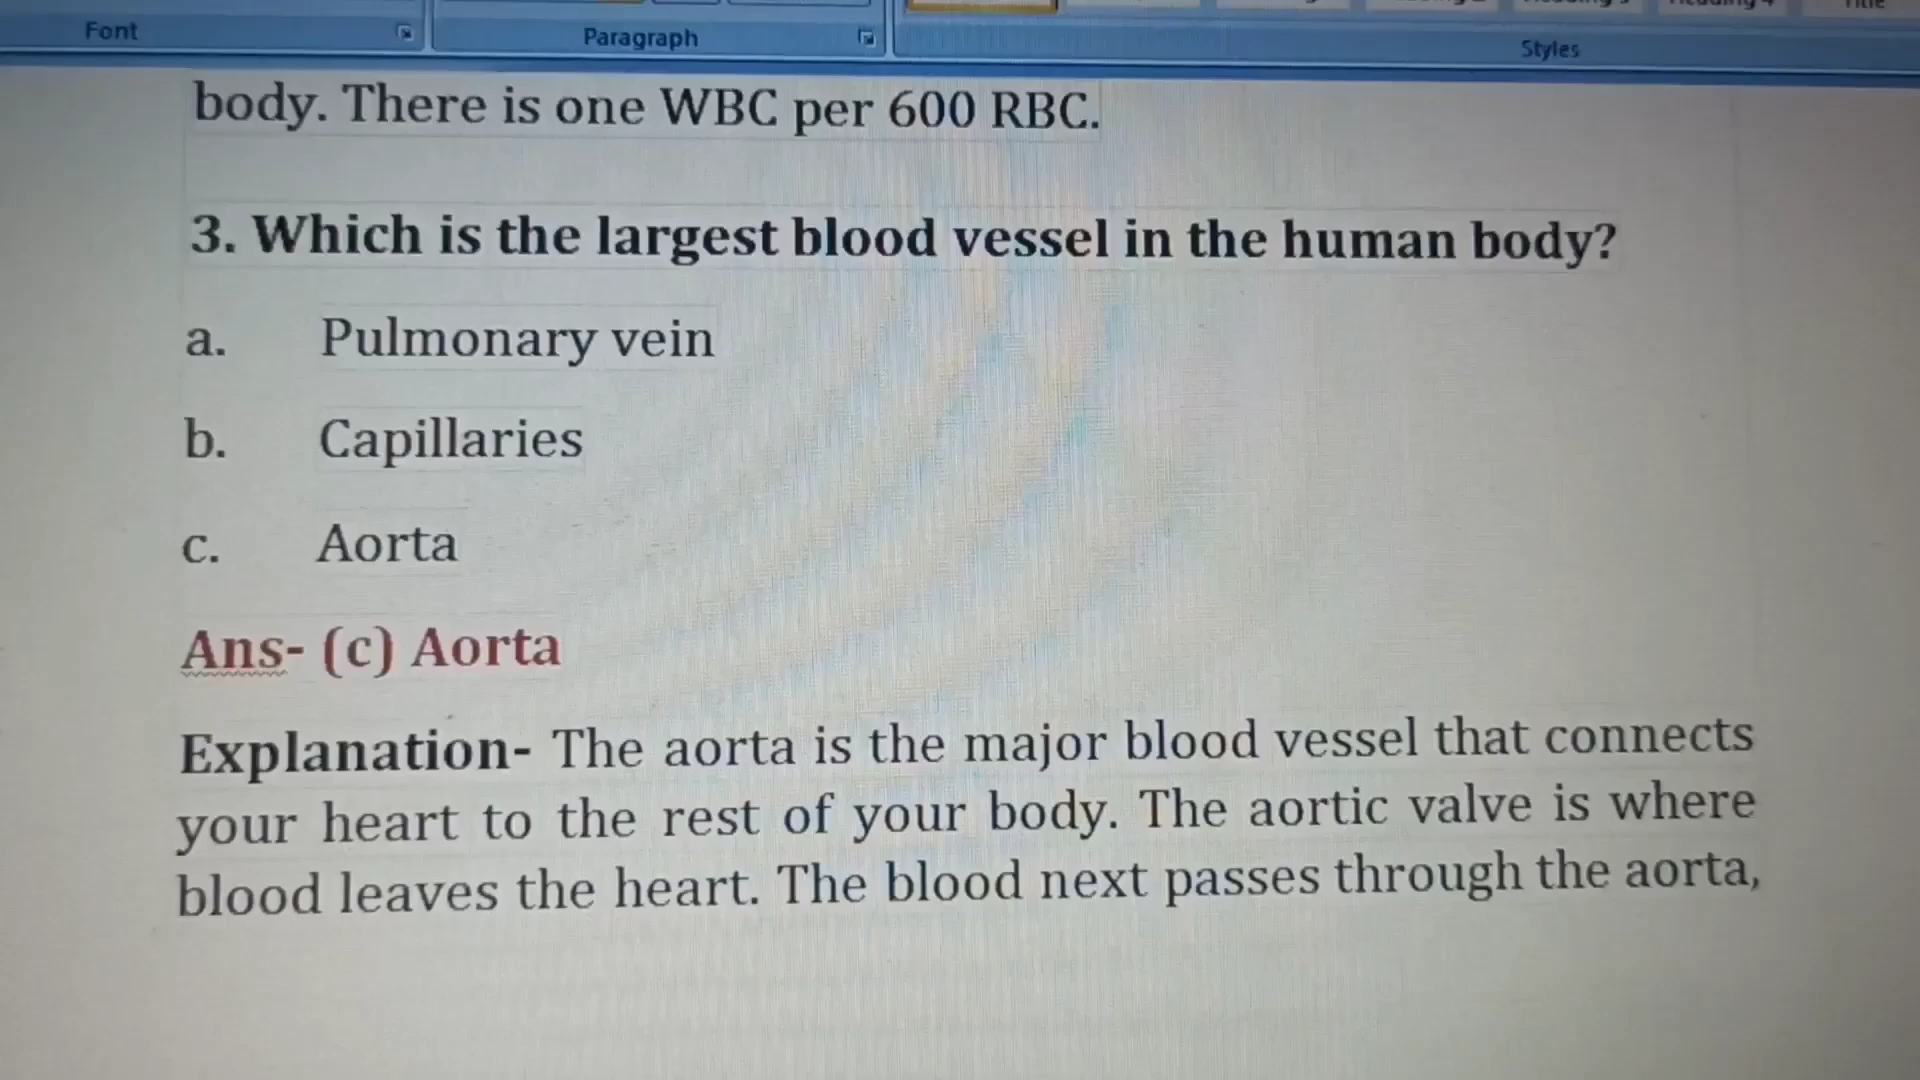 Font
Paragraph
Styles
body. There is one WBC per 600 RBC.
3. Which is the largest blood vessel in the human body?
a. Pulmonary vein
b. Capillaries
c. Aorta
Ans- (c) Aorta
Explanation- The aorta is the major blood vessel that connects
your heart to the rest of your body. The aortic valve is where
blood leaves the heart. The blood next passes through the aorta,